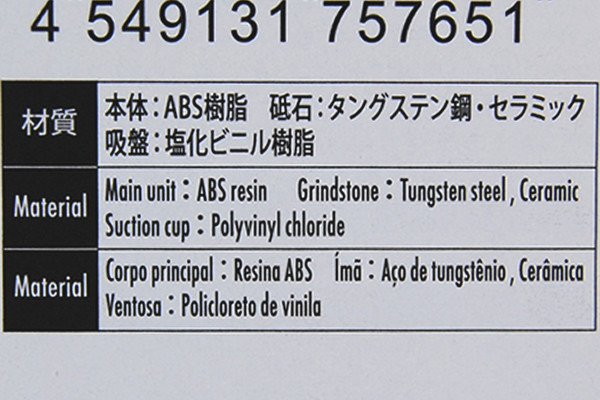 4 549131 757651
材質
本体：ABS樹脂　砥石：タングステン鋼・セラミック
吸盤：塩化ビニル樹脂
Material
Main unit：ABS resin　Grindstone：Tungsten steel , Ceramic
Suction cup：Polyvinyl chloride
Material
Corpo principal：Resina ABS　Ímã：Aço de tungstênio , Cerâmica
Ventosa：Policloreto de vinila